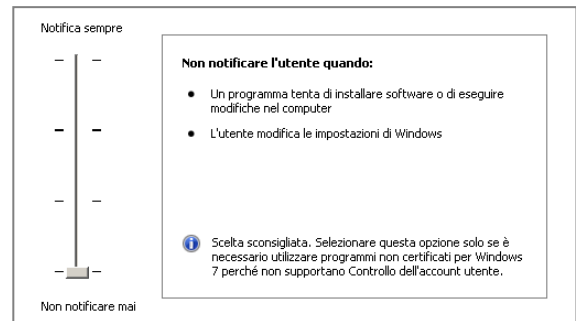 Notifica sempre
Non notificare l'utente quando:
Un programma tenta di installare software o di eseguire
modifiche nel computer
L'utente modifica le impostazioni di Windows
Scelta sconsigliata. Selezionare questa opzione solo se è
necessario utilizzare programmi non certificati per Windows
7 perché non supportano Controllo dell'account utente.
Non notificare mai